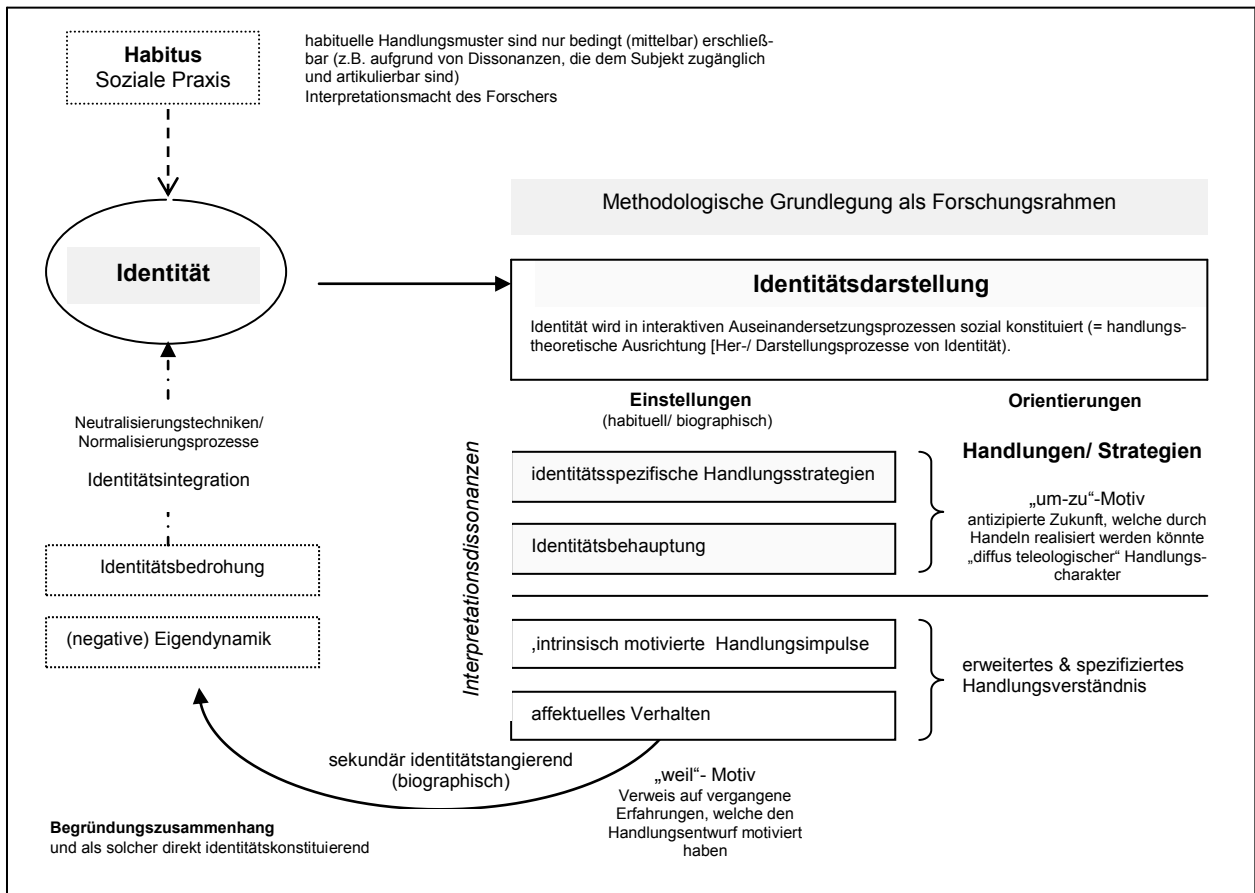 Habitus
Soziale Praxis
habituelle Handlungsmuster sind nur bedingt (mittelbar) erschließ-
bar (z.B. aufgrund von Dissonanzen, die dem Subjekt zugänglich
und artikulierbar sind)
Interpretationsmacht des Forschers
Methodologische Grundlegung als Forschungsrahmen
Identität
Identitätsdarstellung
Identität wird in interaktiven Auseinandersetzungsprozessen sozial konstituiert (= handlungs-
theoretische Ausrichtung [Her-/ Darstellungsprozesse von Identität).
Neutralisierungstechniken/
Normalisierungsprozesse
Identitätsintegration
Identitätsbedrohung
(negative) Eigendynamik
Interpretationsdissonanzen
Einstellungen
(habituell/ biographisch)
identitätsspezifische Handlungsstrategien
Identitätsbehauptung
‚intrinsisch motivierte Handlungsimpulse
affektuelles Verhalten
Orientierungen
Handlungen/ Strategien
„um-zu“-Motiv
antizipierte Zukunft, welche durch
Handeln realisiert werden könnte
„diffus teleologischer“ Handlungs-
charakter
erweitertes & spezifiziertes
Handlungsverständnis
sekundär identitätstangierend
(biographisch)
„weil“- Motiv
Verweis auf vergangene
Erfahrungen, welche den
Handlungsentwurf motiviert
haben
Begründungszusammenhang
und als solcher direkt identitätskonstituierend